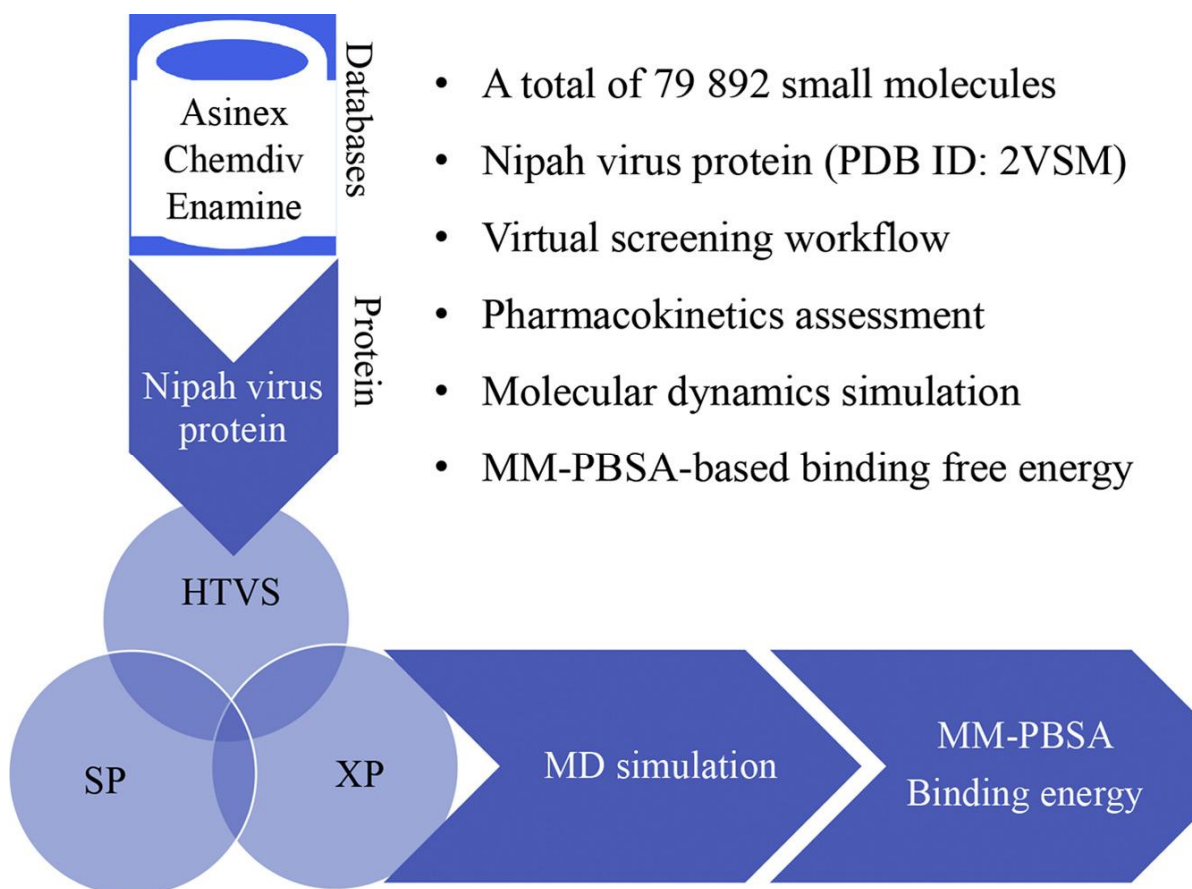 Asinex
Chemdiv
Enamine
Databases
Nipah virus
protein
Protein
• A total of 79 892 small molecules
• Nipah virus protein (PDB ID: 2VSM)
• Virtual screening workflow
• Pharmacokinetics assessment
• Molecular dynamics simulation
• MM-PBSA-based binding free energy
HTVS
SP
XP
MD simulation
MM-PBSA
Binding energy